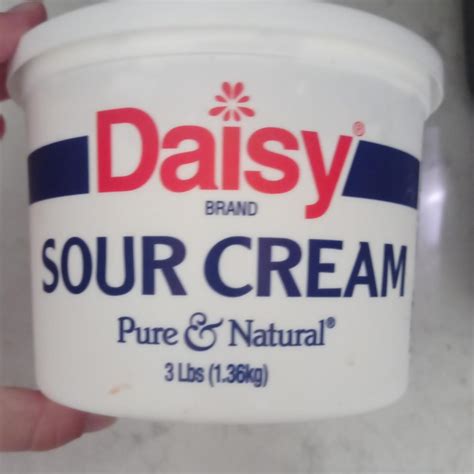 Daisy®
BRAND
SOUR CREAM
Pure & Natural®
3 Lbs (1.36kg)